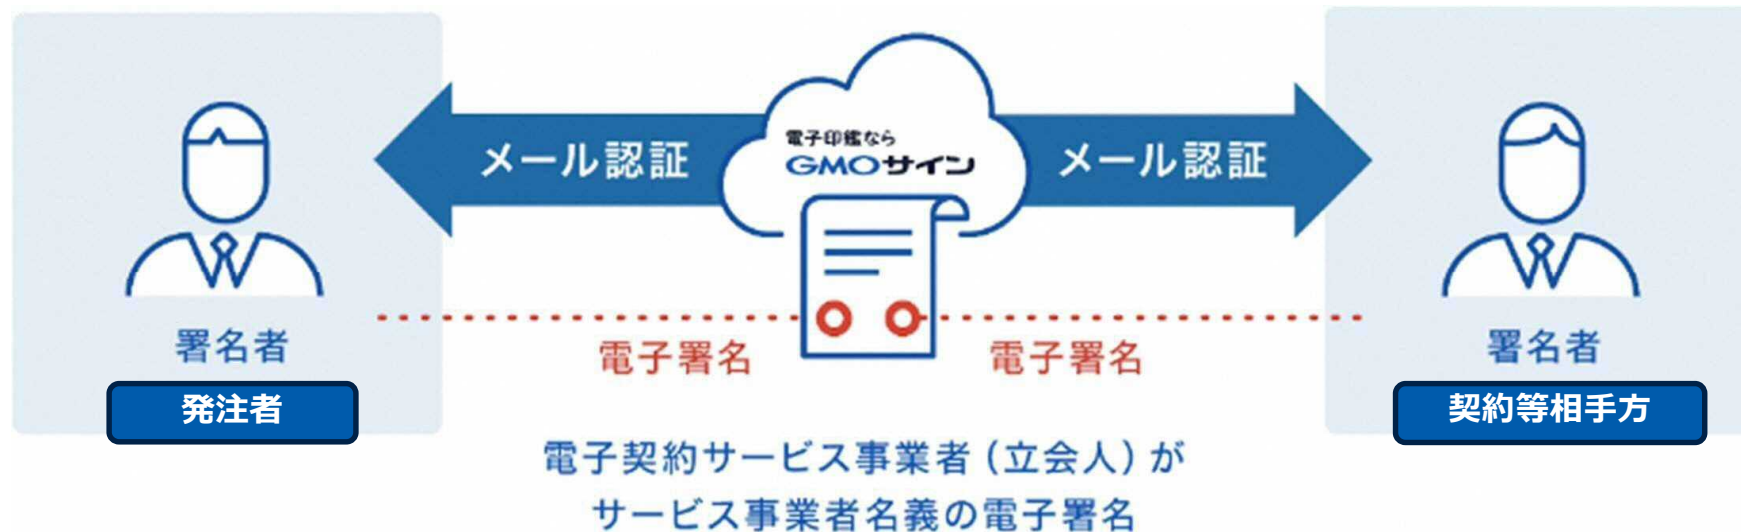 メール認証
電子印鑑なら
GMOサイン
メール認証
署名者
発注者
電子署名
電子署名
署名者
契約等相手方
電子契約サービス事業者(立会人)が
サービス事業者名義の電子署名